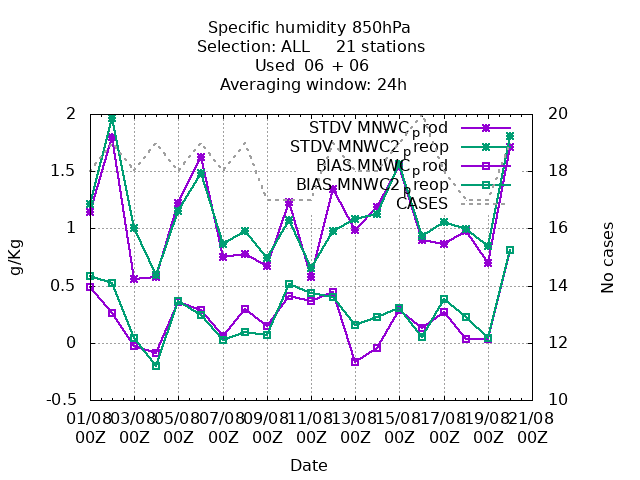 Specific humidity 850hPa
Selection: ALL 21 stations
Used 06 + 06
Averaging window: 24h
2
1.5
1
0.5
0
-0.5
g/Kg
20
18
16
14
12
10
No cases
STDV MNWC_prod
STDV MNWC2_preop
BIAS MNWC_prod
BIAS MNWC2_preop
CASES
01/08 03/08 05/08 07/08 09/08 11/08 13/08 15/08 17/08 19/08 21/08
00Z 00Z 00Z 00Z 00Z 00Z 00Z 00Z 00Z 00Z 00Z
Date